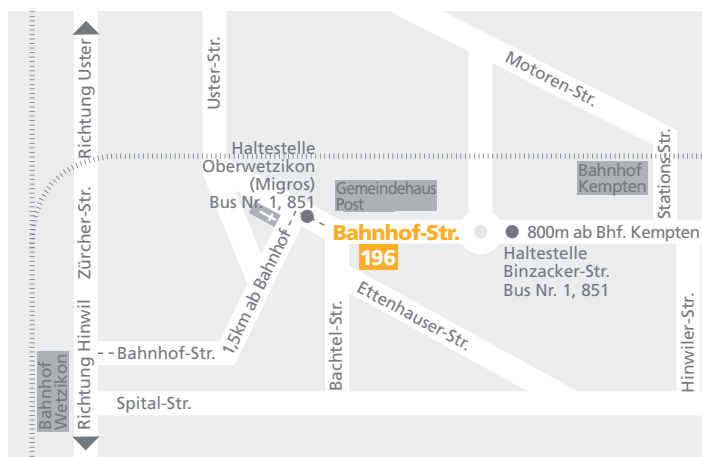 Richtung Uster
Uster-Str.
Motoren-Str.
Haltestelle
Oberwetzikon
(Migros)
Bus Nr. 1, 851
Gemeindehaus
Post
Bahnhof
Kempten
Stations-Str.
Zürcher-Str.
Bahnhof-Str.
196
800m ab Bhf. Kempten
Haltestelle
Binzacker-Str.
Bus Nr. 1, 851
1,5km ab Bahnhof
Ettenhauser-Str.
Bachtel-Str.
Hinwiler-Str.
Bahnhof-Str.
Bahnhof
Wetzikon
Richtung Hinwil
Spital-Str.